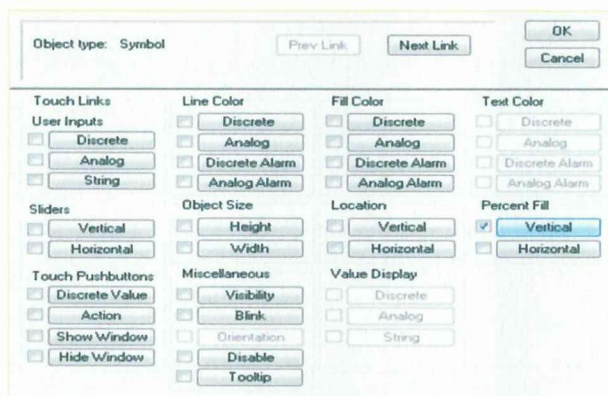 Object type: Symbol
Prev Link
Next Link
OK
Cancel
Touch Links
User Inputs
Discrete
Analog
String
Sliders
Vertical
Horizontal
Touch Pushbuttons
Discrete Value
Action
Show Window
Hide Window
Line Color
Discrete
Analog
Discrete Alarm
Analog Alarm
Object Size
Height
Width
Miscellaneous
Visibility
Blink
Orientation
Disable
Tooltip
Fill Color
Discrete
Analog
Discrete Alarm
Analog Alarm
Location
Vertical
Horizontal
Value Display
Discrete
Analog
String
Text Color
Discrete
Analog
Discrete Alarm
Analog Alarm
Percent Fill
Vertical
Horizontal